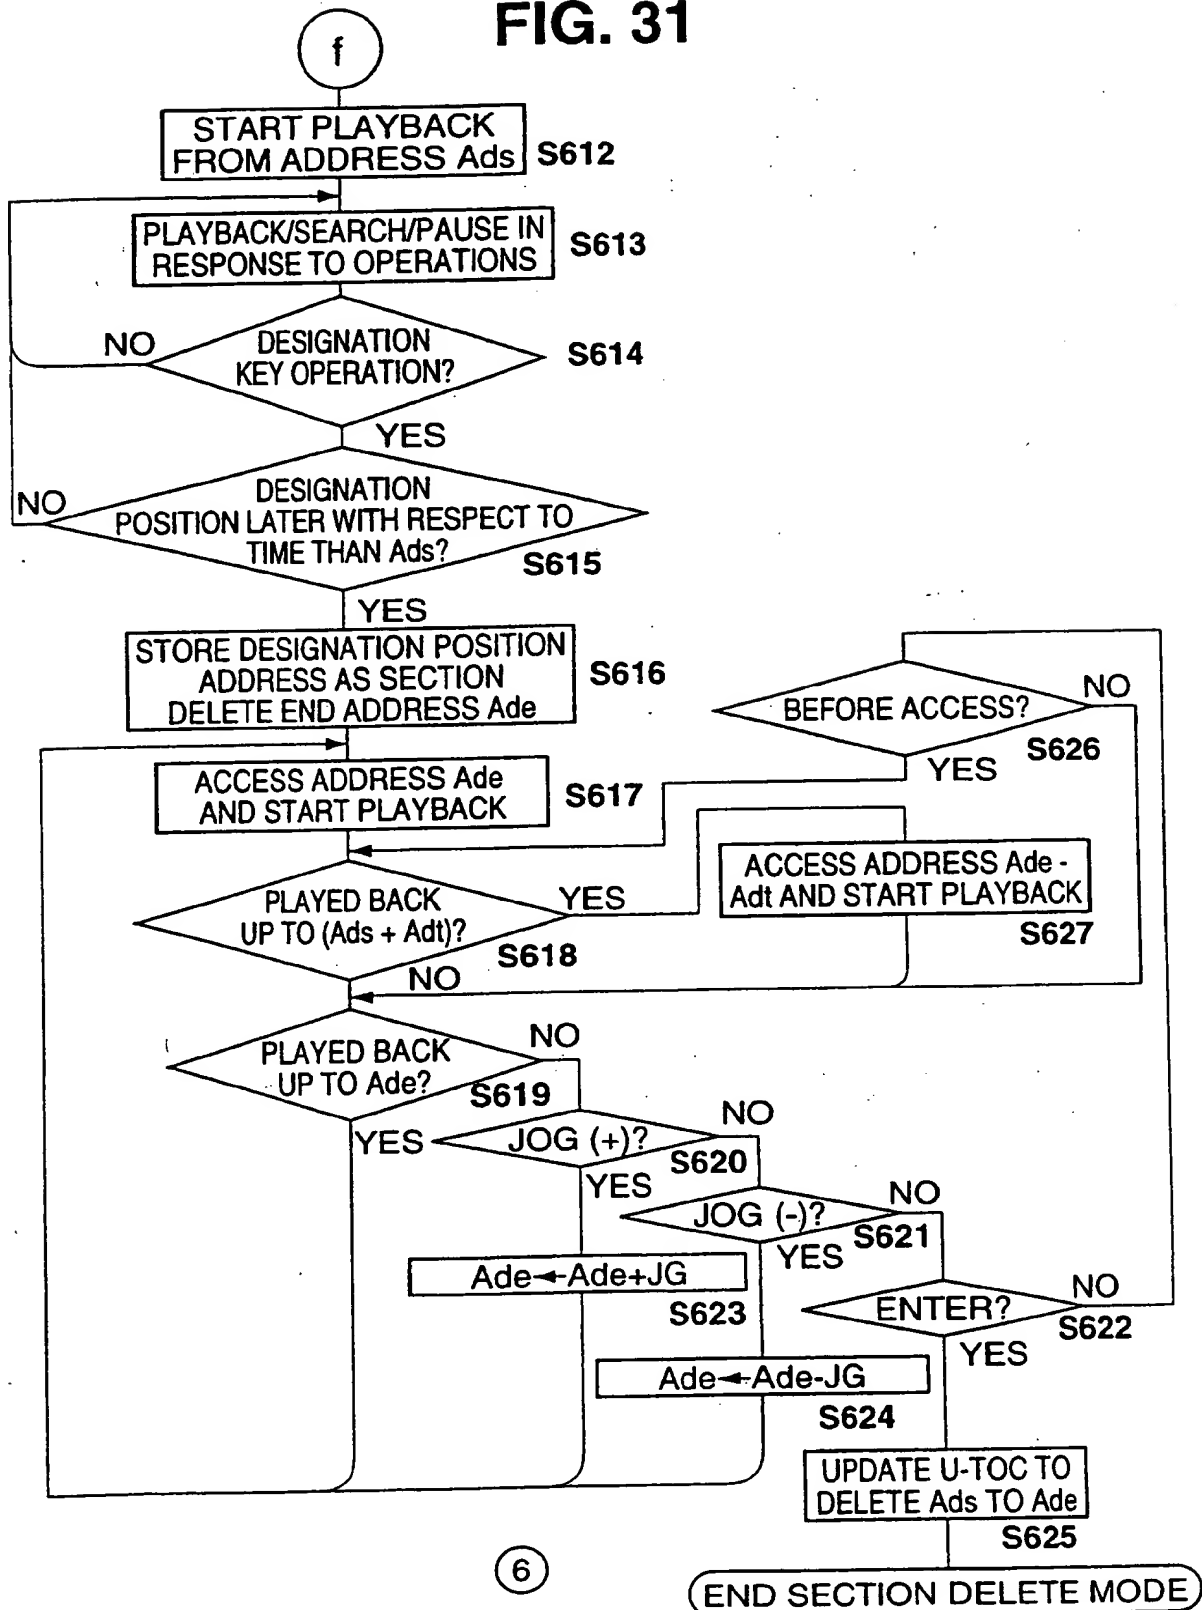 FIG. 31
f
START PLAYBACK
FROM ADDRESS Ads
S612
PLAYBACK/SEARCH/PAUSE IN
RESPONSE TO OPERATIONS
S613
NO
DESIGNATION
KEY OPERATION?
S614
YES
NO
DESIGNATION
POSITION LATER WITH RESPECT TO
TIME THAN Ads?
S615
YES
STORE DESIGNATION POSITION
ADDRESS AS SECTION
DELETE END ADDRESS Ade
S616
BEFORE ACCESS?
NO
S626
YES
ACCESS ADDRESS Ade
AND START PLAYBACK
S617
ACCESS ADDRESS Ade -
Adt AND START PLAYBACK
S627
PLAYED BACK
UP TO (Ads + Adt)?
YES
S618
NO
PLAYED BACK
UP TO Ade?
NO
S619
YES
JOG (+)?
NO
S620
YES
JOG (-)?
NO
S621
YES
Ade←Ade+JG
S623
ENTER?
NO
S622
YES
Ade←Ade-JG
S624
UPDATE U-TOC TO
DELETE Ads TO Ade
S625
6
END SECTION DELETE MODE